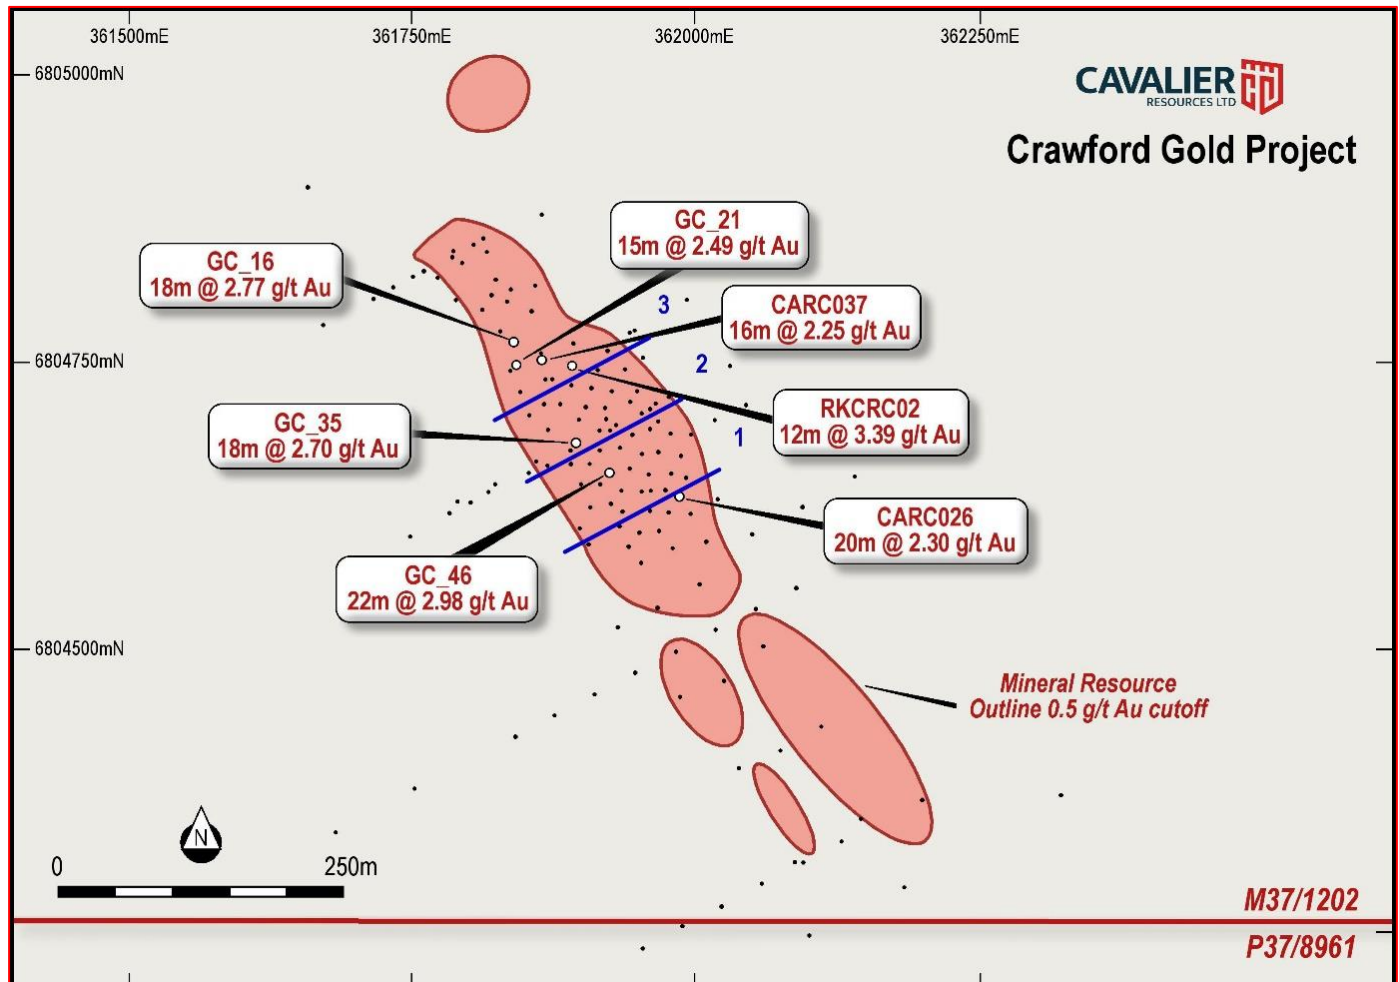 361500mE
361750mE
362000mE
362250mE
6805000mN
CAVALIER
RESOURCES LTD
Crawford Gold Project
GC_21
15m @ 2.49 g/t Au
GC_16
18m @ 2.77 g/t Au
3
CARC037
16m @ 2.25 g/t Au
6804750mN
2
RKCRC02
12m @ 3.39 g/t Au
GC_35
18m @ 2.70 g/t Au
1
CARC026
20m @ 2.30 g/t Au
GC_46
22m @ 2.98 g/t Au
6804500mN
Mineral Resource
Outline 0.5 g/t Au cutoff
N
0
250m
M37/1202
P37/8961